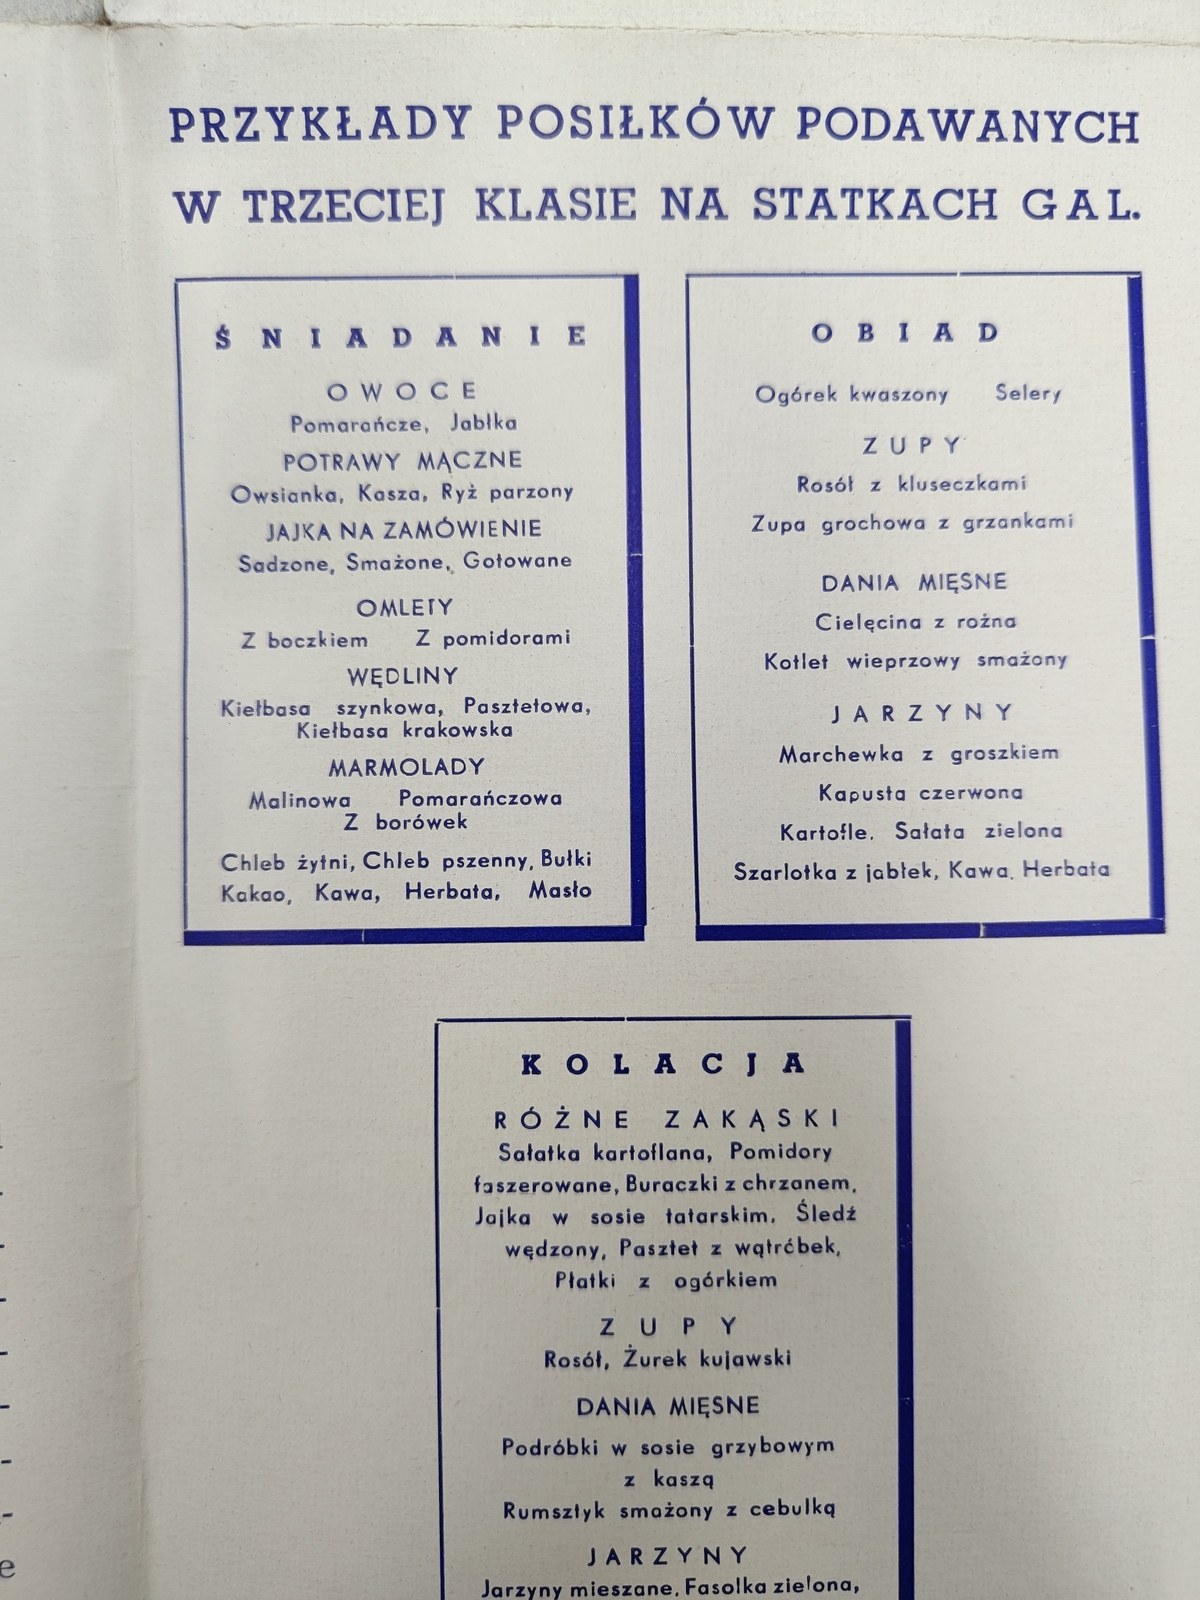 PRZYKŁADY POSIŁKÓW PODAWANYCH
W TRZECIEJ KLASIE NA STATKACH GAL.
ŚNIADANIE
OWOCE
Pomarańcze, Jabłka
POTRAWY MĄCZNE
Owsianka, Kasza, Ryż parzony
JAJKA NA ZAMÓWIENIE
Sadzone, Smażone, Gotowane
OMLETY
Z boczkiem Z pomidorami
WĘDLINY
Kiełbasa szynkowa, Pasztetowa,
Kiełbasa krakowska
MARMOLADY
Malinowa Pomarańczowa
Z borówek
Chleb żytni, Chleb pszenny, Bułki
Kakao, Kawa, Herbata, Masło
OBIAD
Ogórek kwaszony Selery
ZUPY
Rosół z kluseczkami
Zupa grochowa z grzankami
DANIA MIĘSNE
Cielęcina z rożna
Kotlet wieprzowy smażony
JARZYNY
Marchewka z groszkiem
Kapusta czerwona
Kartofle. Sałata zielona
Szarlotka z jabłek, Kawa. Herbata
KOLACJA
RÓŻNE ZAKĄSKI
Sałatka kartoflana, Pomidory
faszerowane, Buraczki z chrzanem,
Jajka w sosie tatarskim. Śledź
wędzony, Pasztet z wątróbek,
Płatki z ogórkiem
ZUPY
Rosół, Żurek kujawski
DANIA MIĘSNE
Podróbki w sosie grzybowym
z kaszą
Rumsztyk smażony z cebulką
JARZYNY
Jarzyny mieszane. Fasolka zielona,